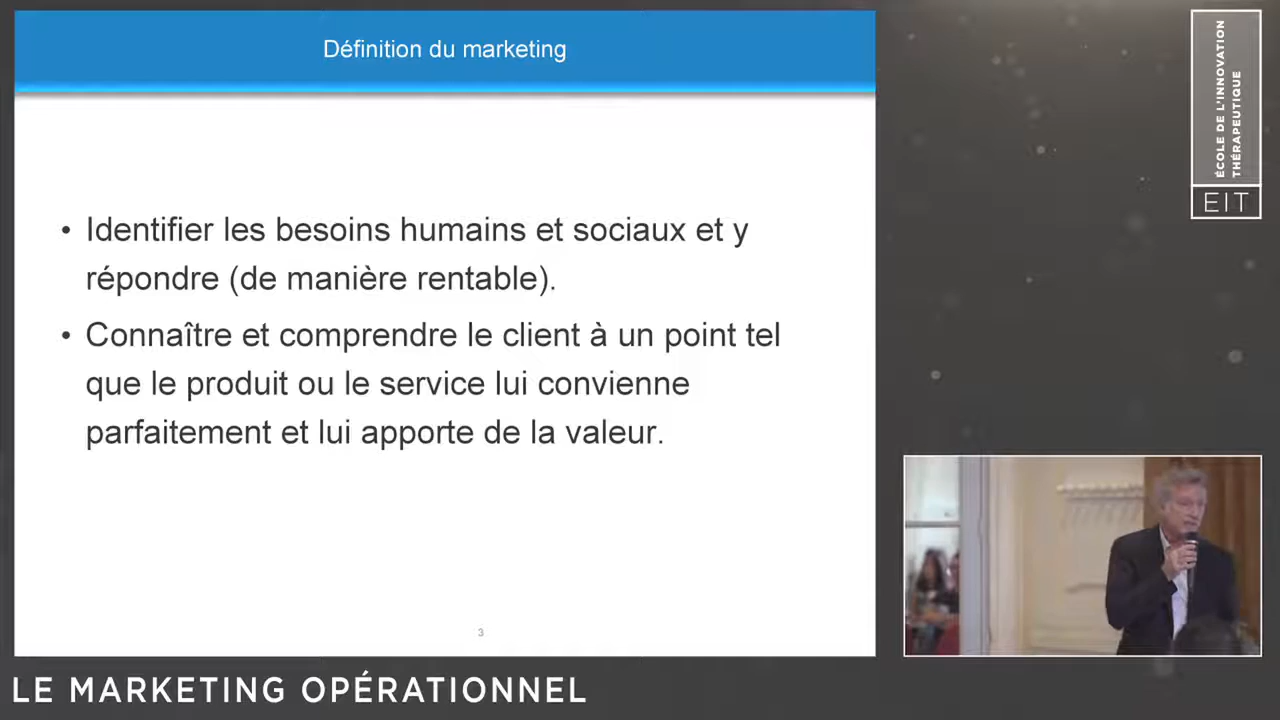 Définition du marketing
• Identifier les besoins humains et sociaux et y
répondre (de manière rentable).
• Connaître et comprendre le client à un point tel
que le produit ou le service lui convienne
parfaitement et lui apporte de la valeur.
3
ÉCOLE DE L'INNOVATION
THÉRAPEUTIQUE
EIT
LE MARKETING OPÉRATIONNEL